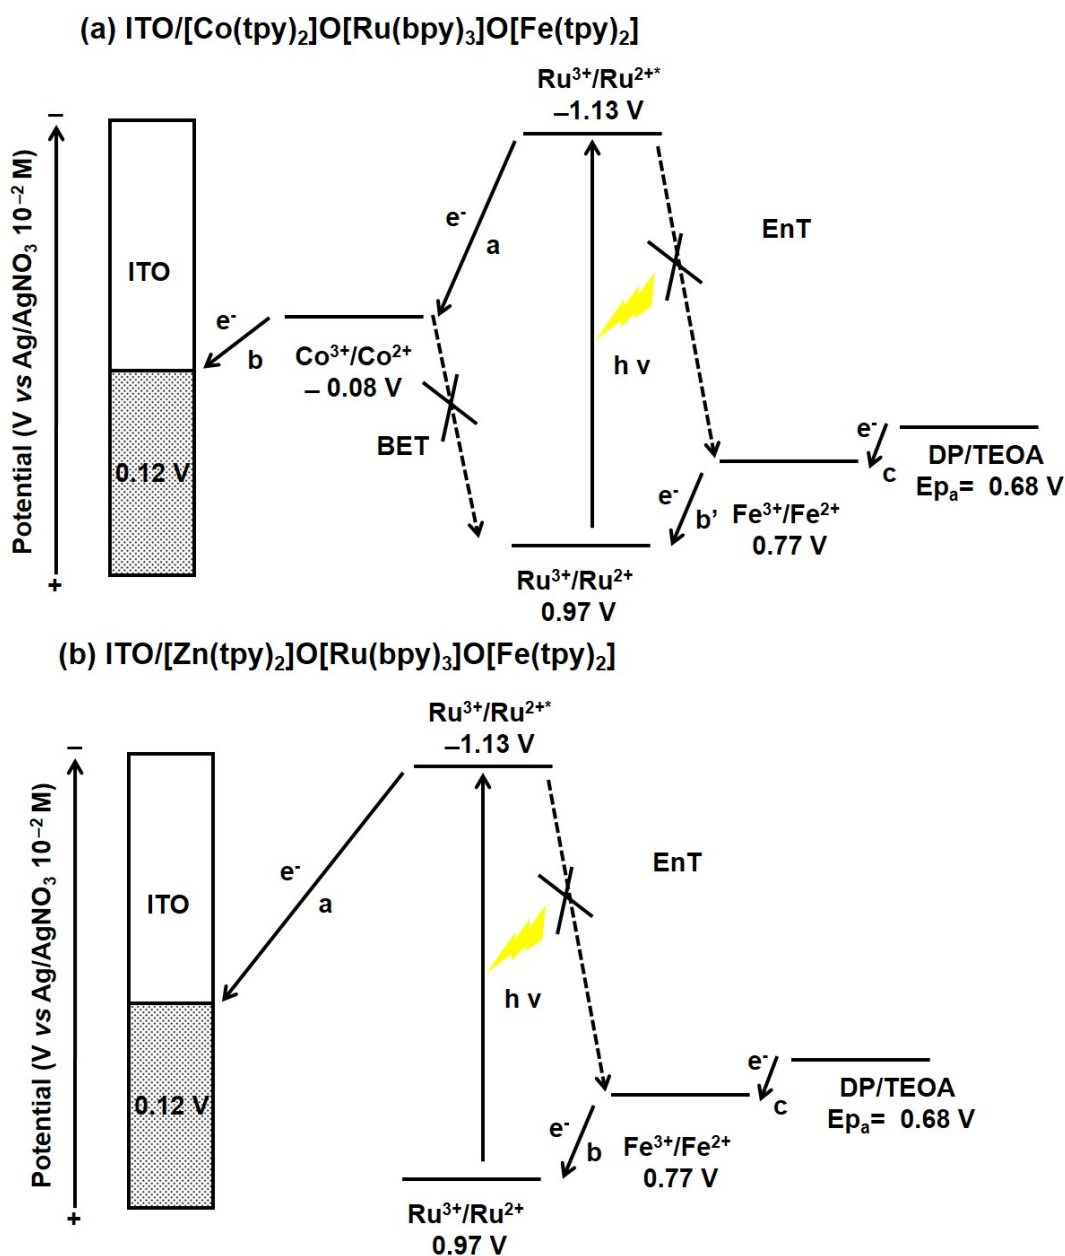 (a) ITO/[Co(tpy)₂]O[Ru(bpy)₃]O[Fe(tpy)₂]
Ru³⁺/Ru²⁺*
–1.13 V
–
Potential (V vs Ag/AgNO₃ 10⁻² M)
+
ITO
e⁻
a
EnT
e⁻
b
Co³⁺/Co²⁺
– 0.08 V
h ν
BET
0.12 V
e⁻
c
DP/TEOA
Epₐ= 0.68 V
e⁻
b’
Fe³⁺/Fe²⁺
0.77 V
Ru³⁺/Ru²⁺
0.97 V
(b) ITO/[Zn(tpy)₂]O[Ru(bpy)₃]O[Fe(tpy)₂]
Ru³⁺/Ru²⁺*
–1.13 V
–
Potential (V vs Ag/AgNO₃ 10⁻² M)
+
ITO
e⁻
a
EnT
h ν
0.12 V
e⁻
c
DP/TEOA
Epₐ= 0.68 V
e⁻
b
Fe³⁺/Fe²⁺
0.77 V
Ru³⁺/Ru²⁺
0.97 V